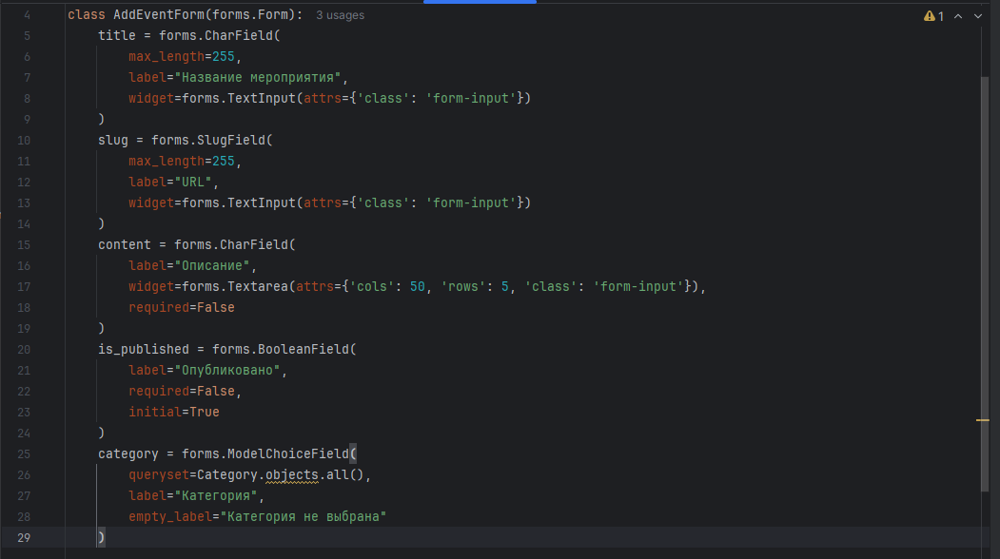 4 class AddEventForm(forms.Form): 3 usages
1
5 title = forms.CharField(
6 max_length=255,
7 label="Название мероприятия",
8 widget=forms.TextInput(attrs={'class': 'form-input'})
9 )
10 slug = forms.SlugField(
11 max_length=255,
12 label="URL",
13 widget=forms.TextInput(attrs={'class': 'form-input'})
14 )
15 content = forms.CharField(
16 label="Описание",
17 widget=forms.Textarea(attrs={'cols': 50, 'rows': 5, 'class': 'form-input'}),
18 required=False
19 )
20 is_published = forms.BooleanField(
21 label="Опубликовано",
22 required=False,
23 initial=True
24 )
25 category = forms.ModelChoiceField(
26 queryset=Category.objects.all(),
27 label="Категория",
28 empty_label="Категория не выбрана"
29 )